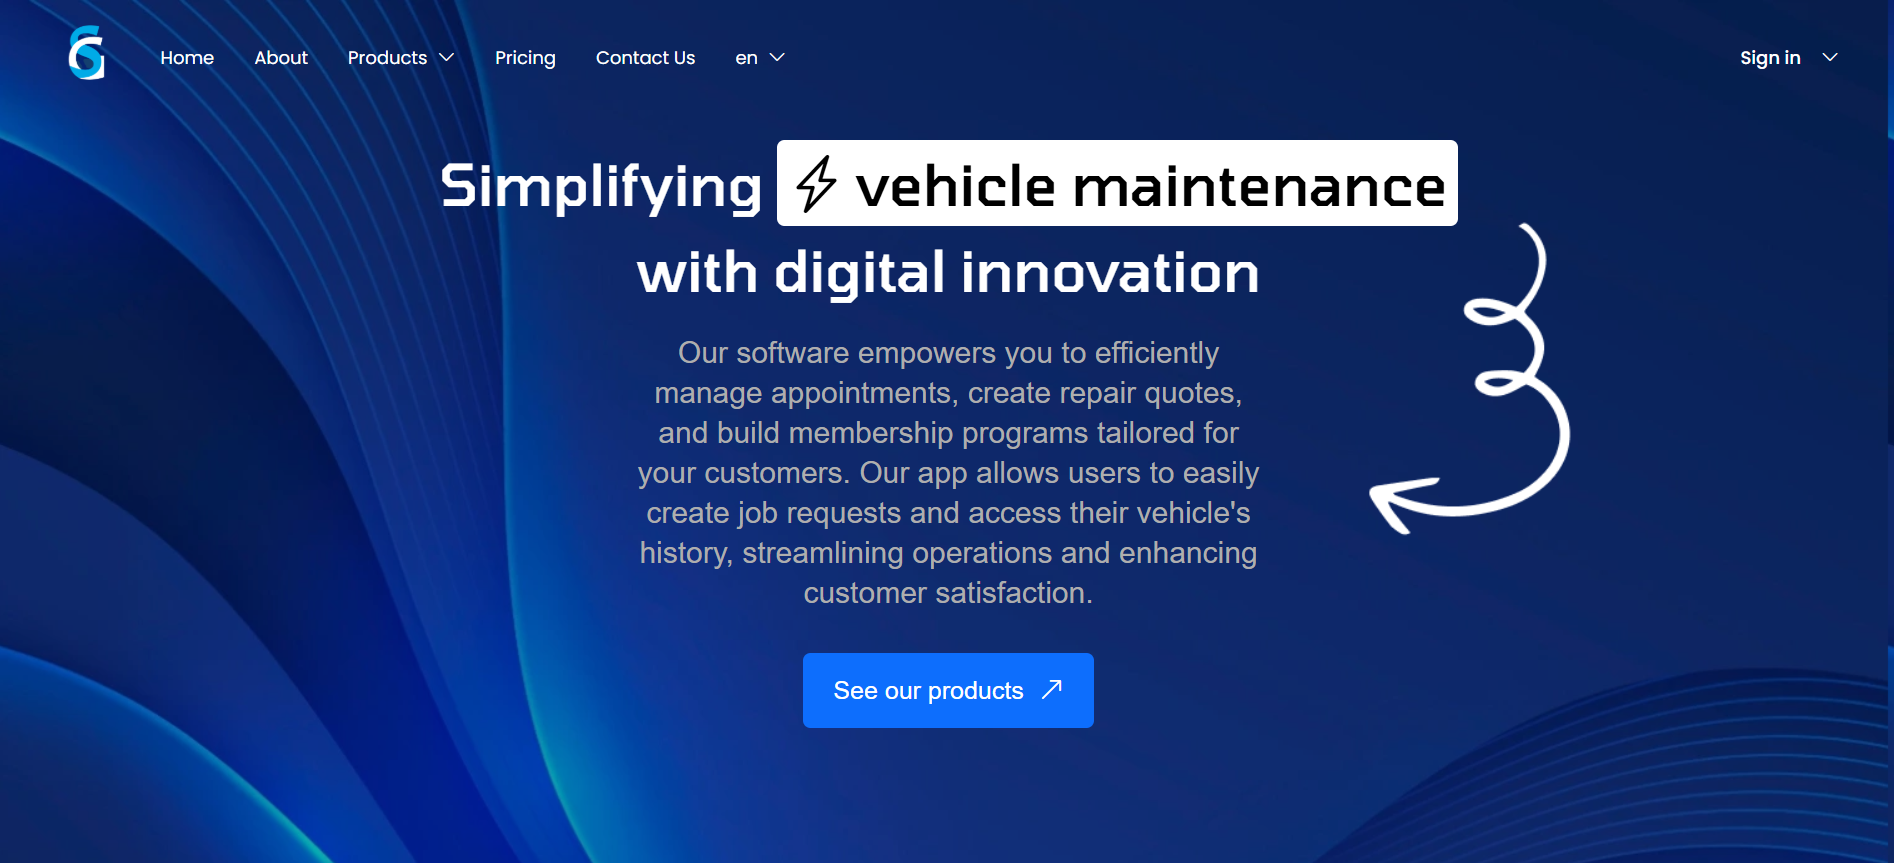 Home About Products Pricing Contact Us en Sign in
Simplifying vehicle maintenance
with digital innovation
Our software empowers you to efficiently
manage appointments, create repair quotes,
and build membership programs tailored for
your customers. Our app allows users to easily
create job requests and access their vehicle's
history, streamlining operations and enhancing
customer satisfaction.
See our products